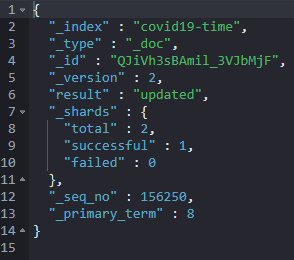 1 {
2 "_index" : "covid19-time",
3 "_type" : "_doc",
4 "_id" : "QJiVh3sBAmil_3VJbMjF",
5 "_version" : 2,
6 "result" : "updated",
7 "_shards" : {
8 "total" : 2,
9 "successful" : 1,
10 "failed" : 0
11 },
12 "_seq_no" : 156250,
13 "_primary_term" : 8
14 }
15